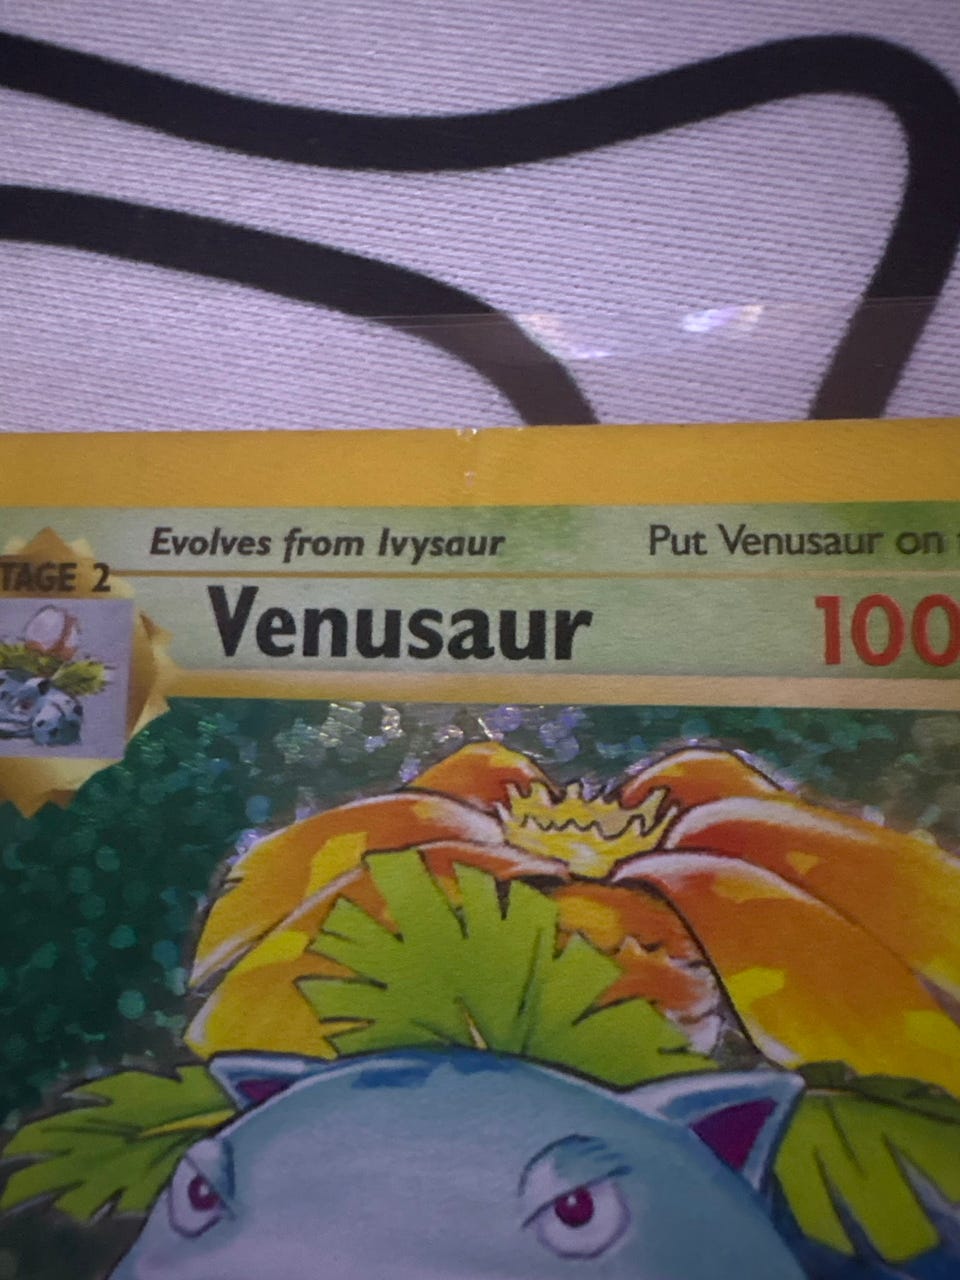 Evolves from Ivysaur Put Venusaur on
TAGE 2
Venusaur 100